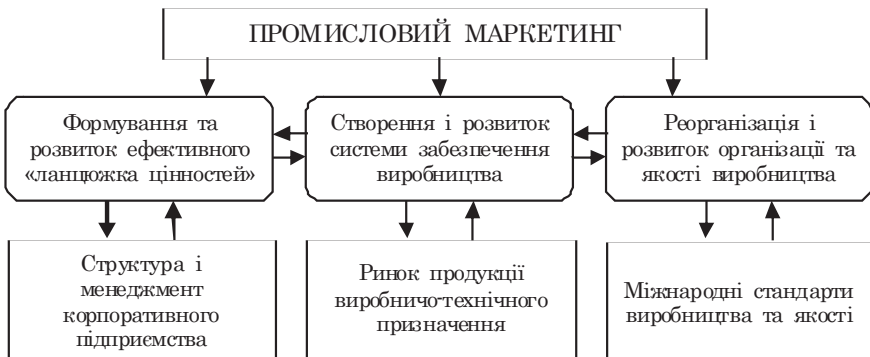 ПРОМИСЛОВИЙ МАРКЕТИНГ
Формування та
розвиток ефективного
«ланцюжка цінностей»
Створення і розвиток
системи забезпечення
виробництва
Реорганізація і
розвиток організації та
якості виробництва
Структура і
менеджмент
корпоративного
підприємства
Ринок продукції
виробничо-технічного
призначення
Міжнародні стандарти
виробництва та якості